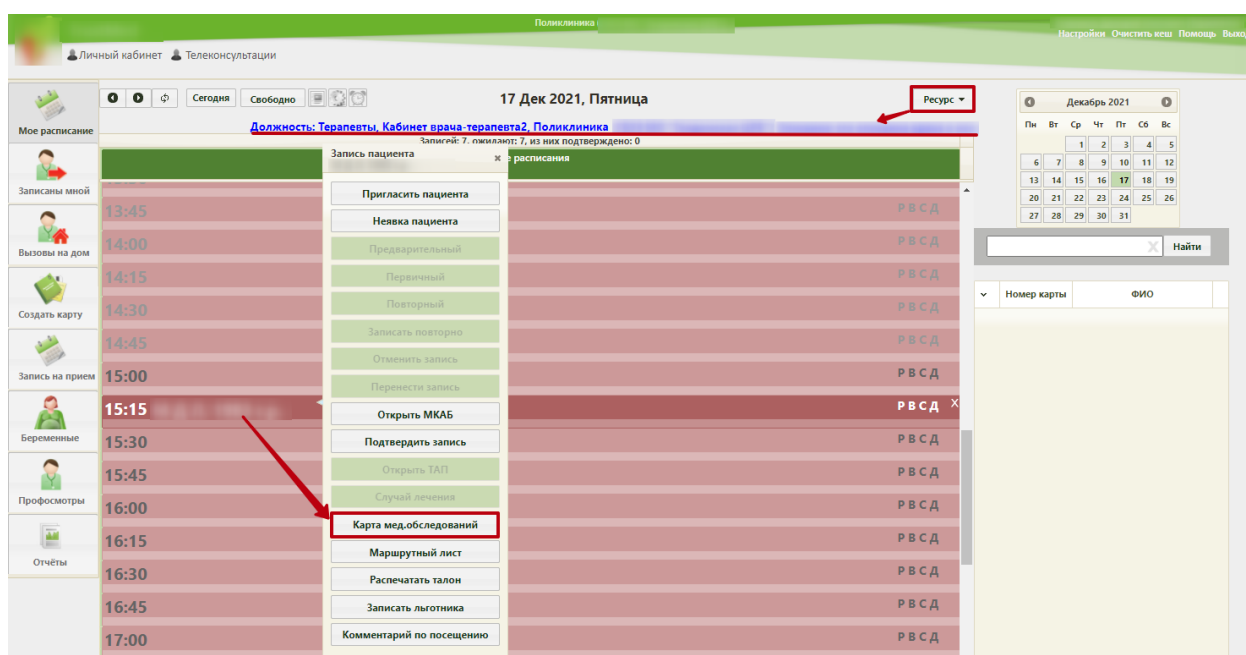 Поликлиника
Настройки Очистить кеш Помощь Выход
Личный кабинет Телеконсультации
Сегодня Свободно 17 Дек 2021, Пятница Ресурс
Должность: Терапевты, Кабинет врача-терапевта2, Поликлиника
Записей: 7, ожидают: 7, из них подтверждено: 0
расписания
Мое расписание
Записаны мной
Вызовы на дом
Создать карту
Запись на прием
Беременные
Профосмотры
Отчёты
13:45 Р В С Д
14:00 Р В С Д
14:15 Р В С Д
14:30 Р В С Д
14:45 Р В С Д
15:00 Р В С Д
15:15 Р В С Д X
15:30 Р В С Д
15:45 Р В С Д
16:00 Р В С Д
16:15 Р В С Д
16:30 Р В С Д
16:45 Р В С Д
17:00 Р В С Д
Запись пациента ×
Пригласить пациента
Неявка пациента
Предварительный
Первичный
Повторный
Записать повторно
Отменить запись
Перенести запись
Открыть МКАБ
Подтвердить запись
Открыть ТАП
Случай лечения
Карта мед.обследований
Маршрутный лист
Распечатать талон
Записать льготника
Комментарий по посещению
Декабрь 2021
Пн Вт Ср Чт Пт Сб Вс
1 2 3 4 5
6 7 8 9 10 11 12
13 14 15 16 17 18 19
20 21 22 23 24 25 26
27 28 29 30 31
Найти
Номер карты ФИО